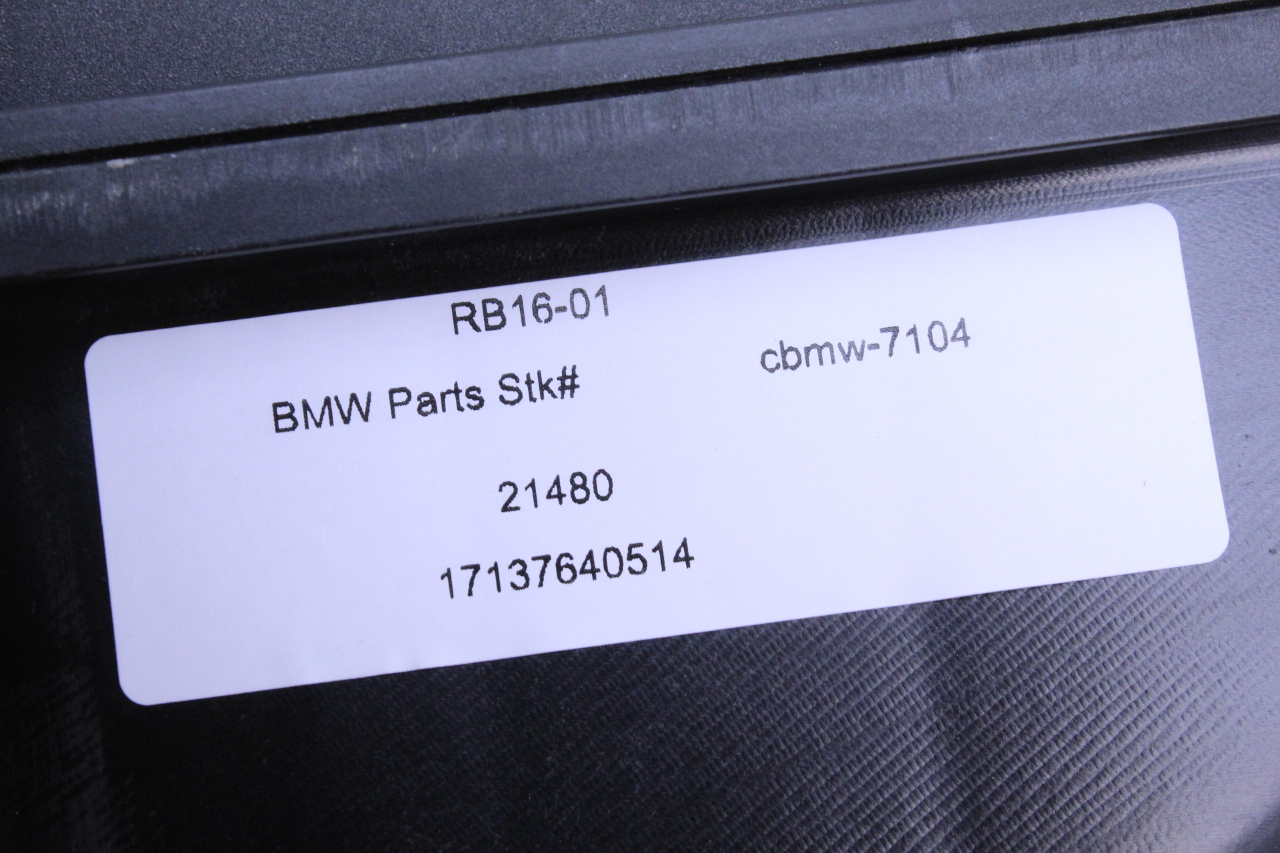 RB16-01
BMW Parts Stk#
cbmw-7104
21480
17137640514